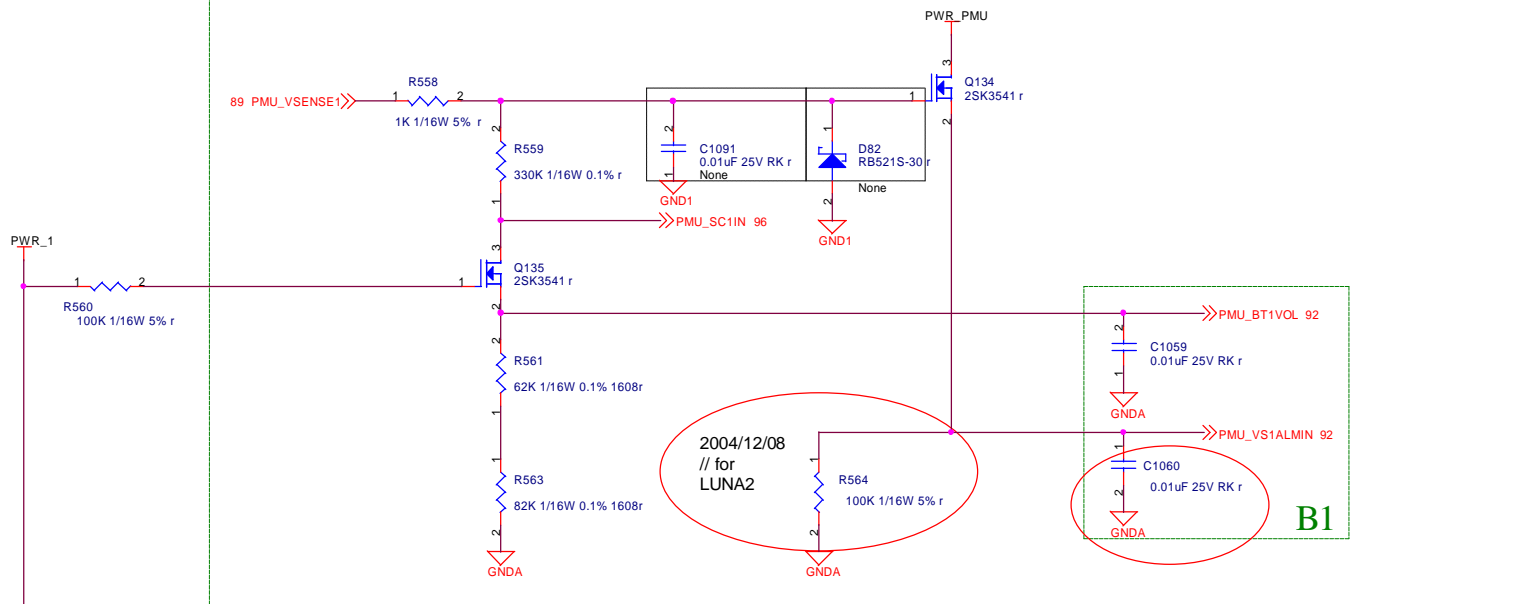 PWR_PMU
3
Q134
2SK3541 r
1
2
R558
89 PMU_VSENSE1
1
2
1K 1/16W 5% r
2
R559
330K 1/16W 0.1% r
1
2
C1091
0.01uF 25V RK r
None
1
GND1
1
D82
RB521S-30 r
None
2
GND1
PMU_SC1IN 96
PWR_1
3
Q135
2SK3541 r
1
2
1
2
R560
100K 1/16W 5% r
PMU_BT1VOL 92
2
C1059
0.01uF 25V RK r
1
GNDA
2
R561
62K 1/16W 0.1% 1608r
1
PMU_VS1ALMIN 92
1
C1060
0.01uF 25V RK r
2
GNDA
B1
2004/12/08
// for
LUNA2
1
R564
100K 1/16W 5% r
2
GNDA
1
R563
82K 1/16W 0.1% 1608r
2
GNDA